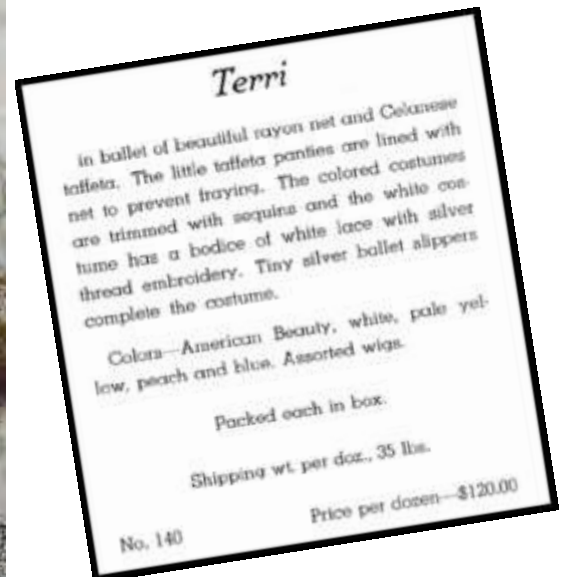 Terri
in ballet of beautiful rayon net and Celanese
taffeta. The little taffeta panties are lined with
net to prevent fraying. The colored costumes
are trimmed with sequins and the white cos-
tume has a bodice of white lace with silver
thread embroidery. Tiny silver ballet slippers
complete the costume.
Colors—American Beauty, white, pale yel-
low, peach and blue. Assorted wigs.
Packed each in box.
Shipping wt. per doz., 35 lbs.
No. 140
Price per dozen—$120.00